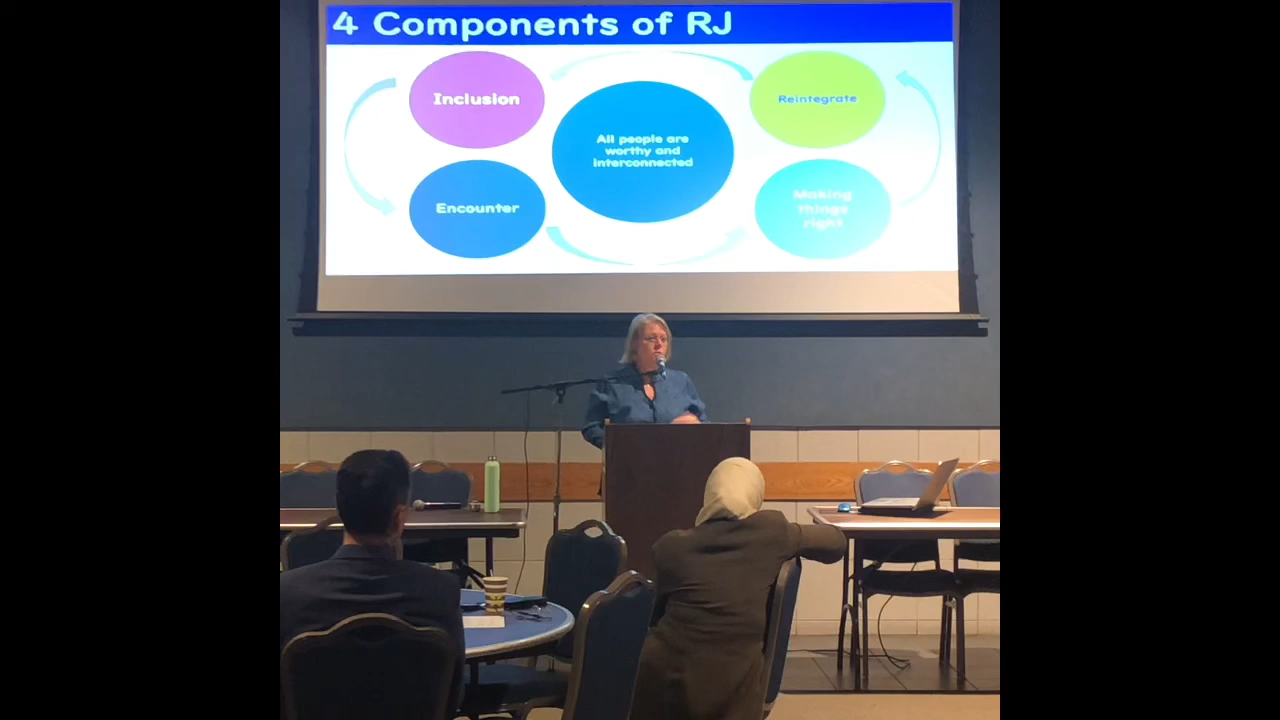 4 Components of RJ
Inclusion
Reintegrate
All people are
worthy and
interconnected
Encounter
Making
things
right